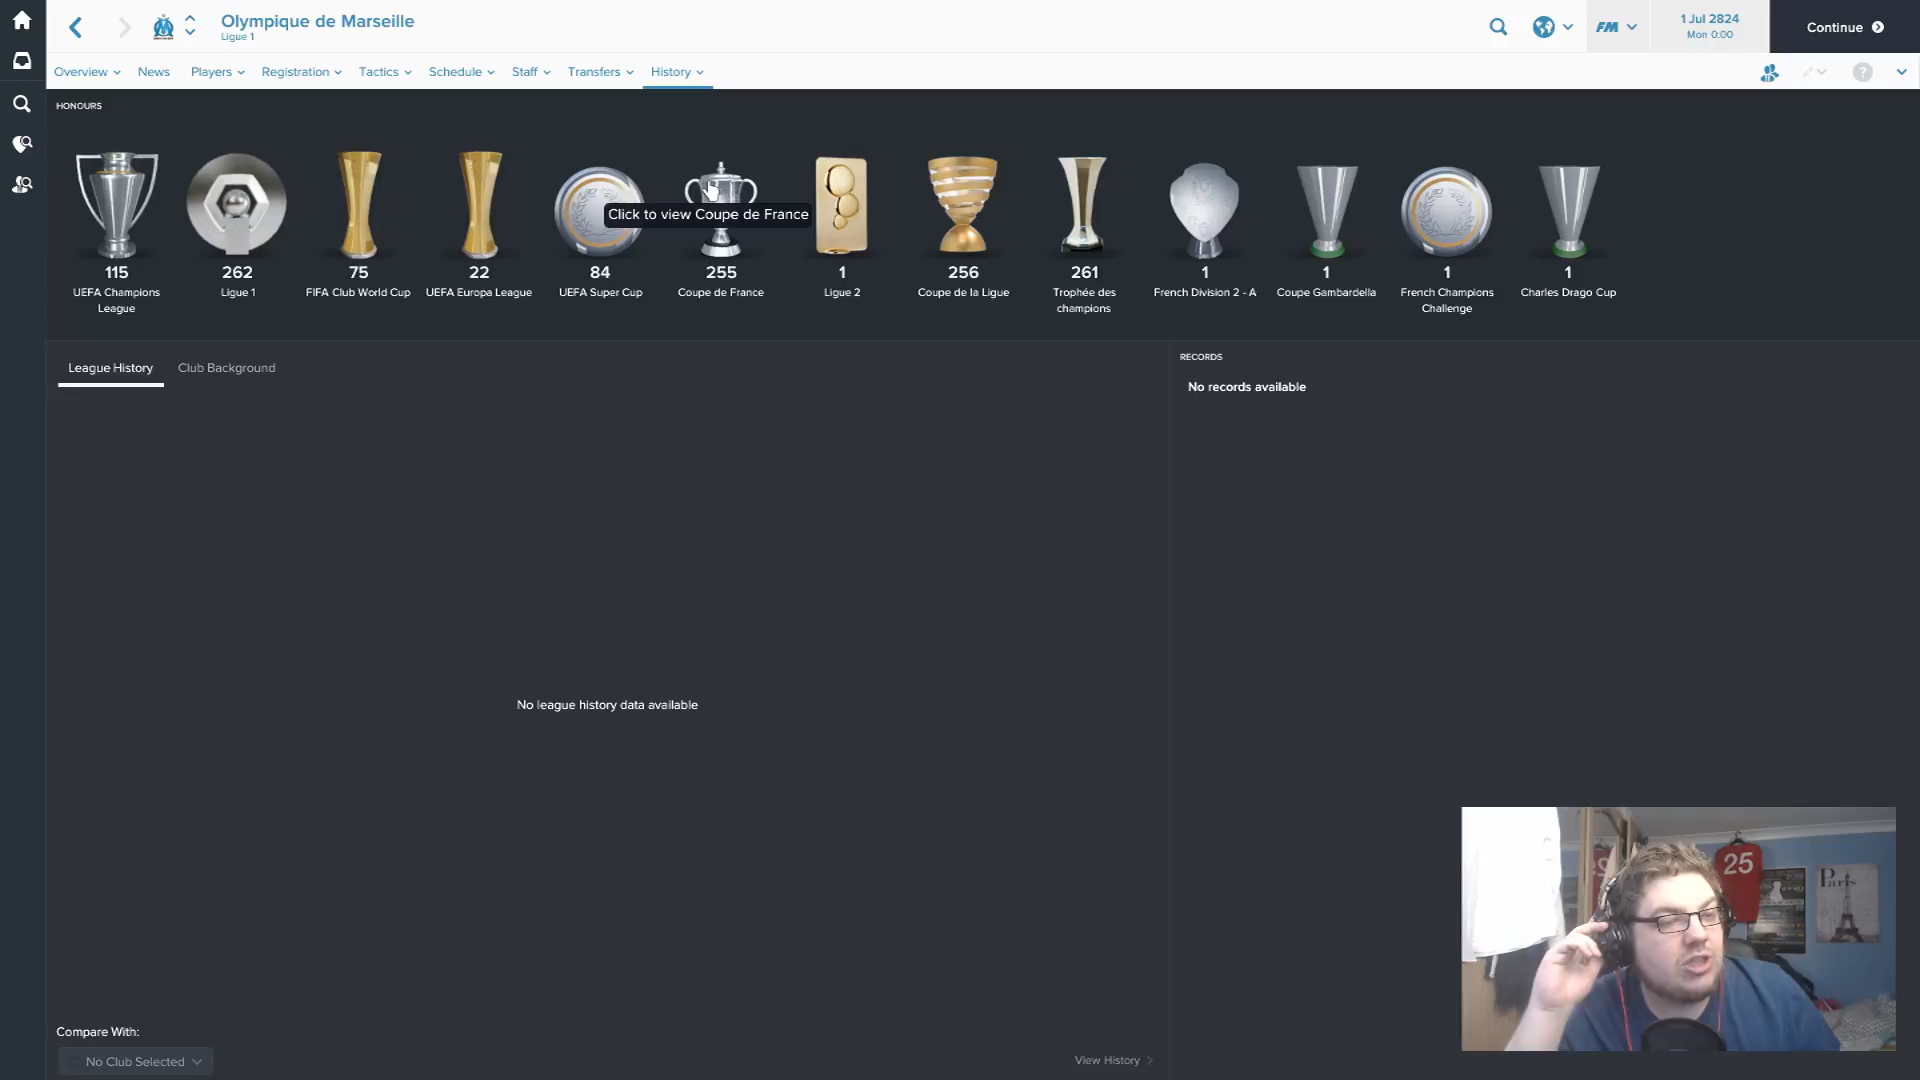 Olympique de Marseille
Ligue 1
FM
1 Jul 2824
Mon 0:00
Continue
Overview
News
Players
Registration
Tactics
Schedule
Staff
Transfers
History
?
HONOURS
Click to view Coupe de France
115
262
75
22
84
255
1
256
261
1
1
1
1
UEFA Champions
League
Ligue 1
FIFA Club World Cup
UEFA Europa League
UEFA Super Cup
Coupe de France
Ligue 2
Coupe de la Ligue
Trophée des
champions
French Division 2 - A
Coupe Gambardella
French Champions
Challenge
Charles Drago Cup
League History
Club Background
No league history data available
RECORDS
No records available
25
Paris
Compare With:
No Club Selected
View History